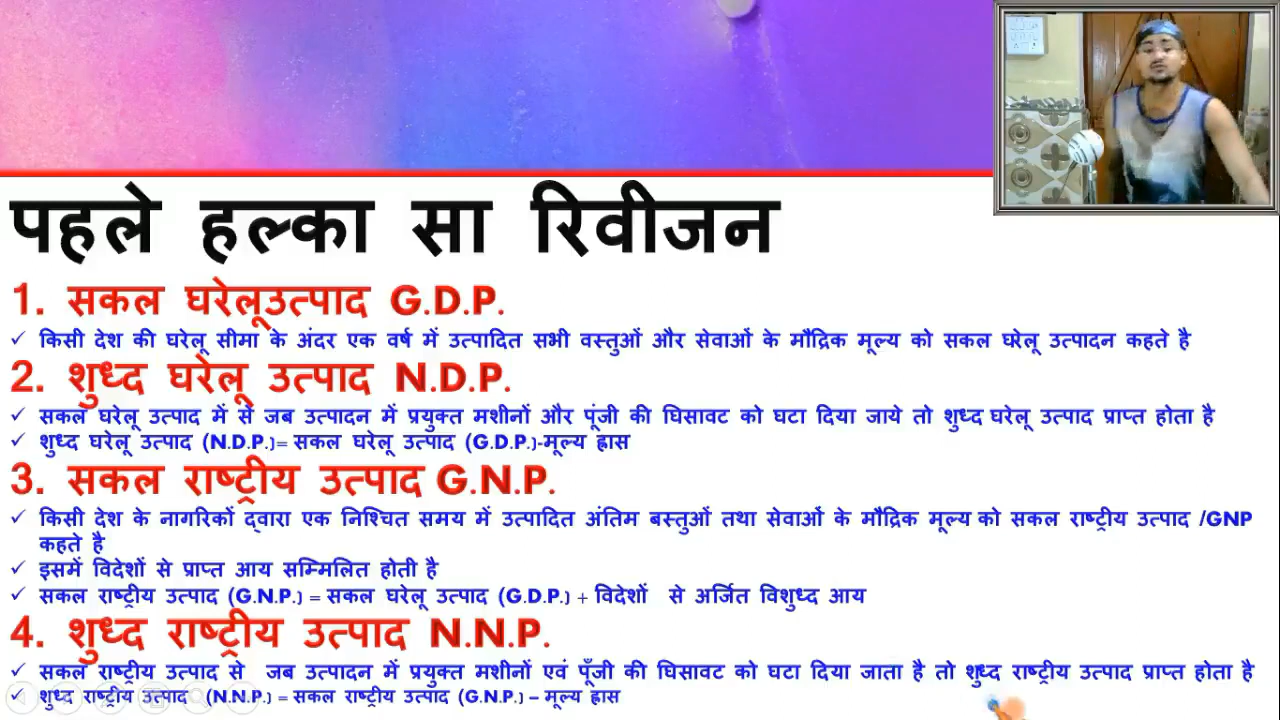 पहले हल्का सा रिवीजन
1. सकल घरेलूउत्पाद G.D.P.
✓ किसी देश की घरेलू सीमा के अंदर एक वर्ष में उत्पादित सभी वस्तुओं और सेवाओं के मौद्रिक मूल्य को सकल घरेलू उत्पादन कहते है
2. शुध्द घरेलू उत्पाद N.D.P.
✓ सकल घरेलू उत्पाद में से जब उत्पादन में प्रयुक्त मशीनों और पूंजी की घिसावट को घटा दिया जाये तो शुध्द घरेलू उत्पाद प्राप्त होता है
✓ शुध्द घरेलू उत्पाद (N.D.P.)= सकल घरेलू उत्पाद (G.D.P.)-मूल्य ह्रास
3. सकल राष्ट्रीय उत्पाद G.N.P.
✓ किसी देश के नागरिकों द्वारा एक निश्चित समय में उत्पादित अंतिम बस्तुओं तथा सेवाओं के मौद्रिक मूल्य को सकल राष्ट्रीय उत्पाद /GNP
कहते है
✓ इसमें विदेशों से प्राप्त आय सम्मिलित होती है
✓ सकल राष्ट्रीय उत्पाद (G.N.P.) = सकल घरेलू उत्पाद (G.D.P.) + विदेशों से अर्जित विशुध्द आय
4. शुध्द राष्ट्रीय उत्पाद N.N.P.
✓ सकल राष्ट्रीय उत्पाद से जब उत्पादन में प्रयुक्त मशीनों एवं पूँजी की घिसावट को घटा दिया जाता है तो शुध्द राष्ट्रीय उत्पाद प्राप्त होता है
✓ शुध्द राष्ट्रीय उत्पाद (N.N.P.) = सकल राष्ट्रीय उत्पाद (G.N.P.) – मूल्य ह्रास